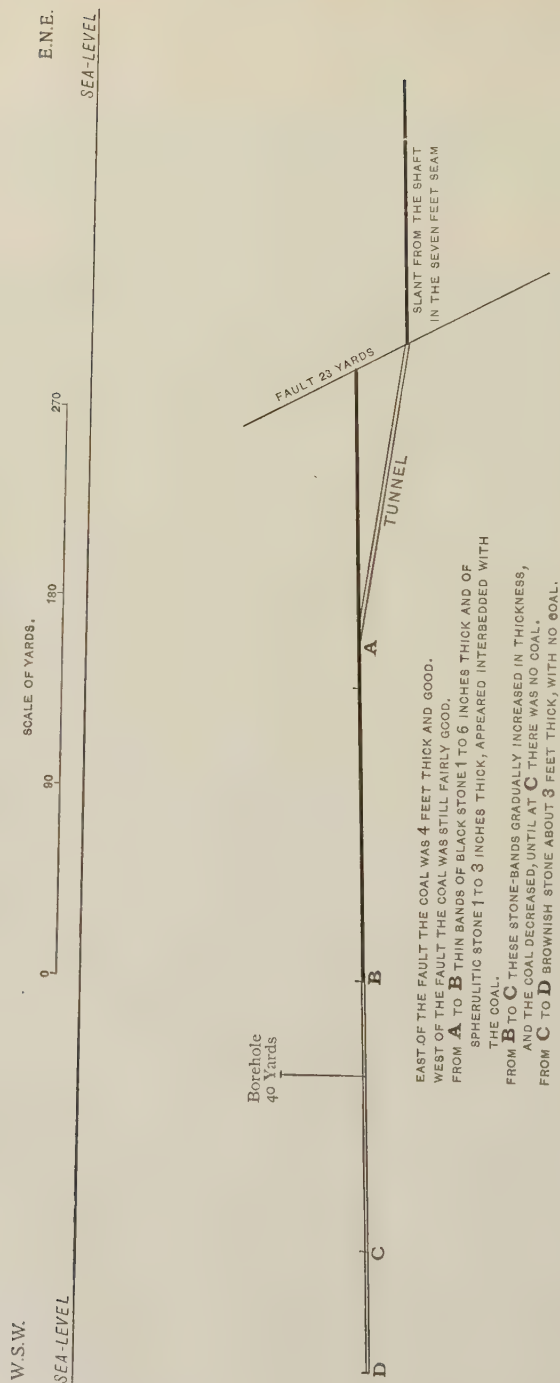 W.S.W.
E.N.E.
SEA-LEVEL
SEA-LEVEL
SCALE OF YARDS.
0 90 180 270
Borehole
40 Yards
FAULT 23 YARDS
TUNNEL
SLANT FROM THE SHAFT
IN THE SEVEN FEET SEAM
D
C
B
A
EAST OF THE FAULT THE COAL WAS 4 FEET THICK AND GOOD.
WEST OF THE FAULT THE COAL WAS STILL FAIRLY GOOD.
FROM A TO B THIN BANDS OF BLACK STONE 1 TO 6 INCHES THICK AND OF
SPHERULITIC STONE 1 TO 3 INCHES THICK, APPEARED INTERBEDDED WITH
THE COAL.
FROM B TO C THESE STONE-BANDS GRADUALLY INCREASED IN THICKNESS,
AND THE COAL DECREASED, UNTIL AT C THERE WAS NO COAL.
FROM C TO D BROWNISH STONE ABOUT 3 FEET THICK, WITH NO COAL.